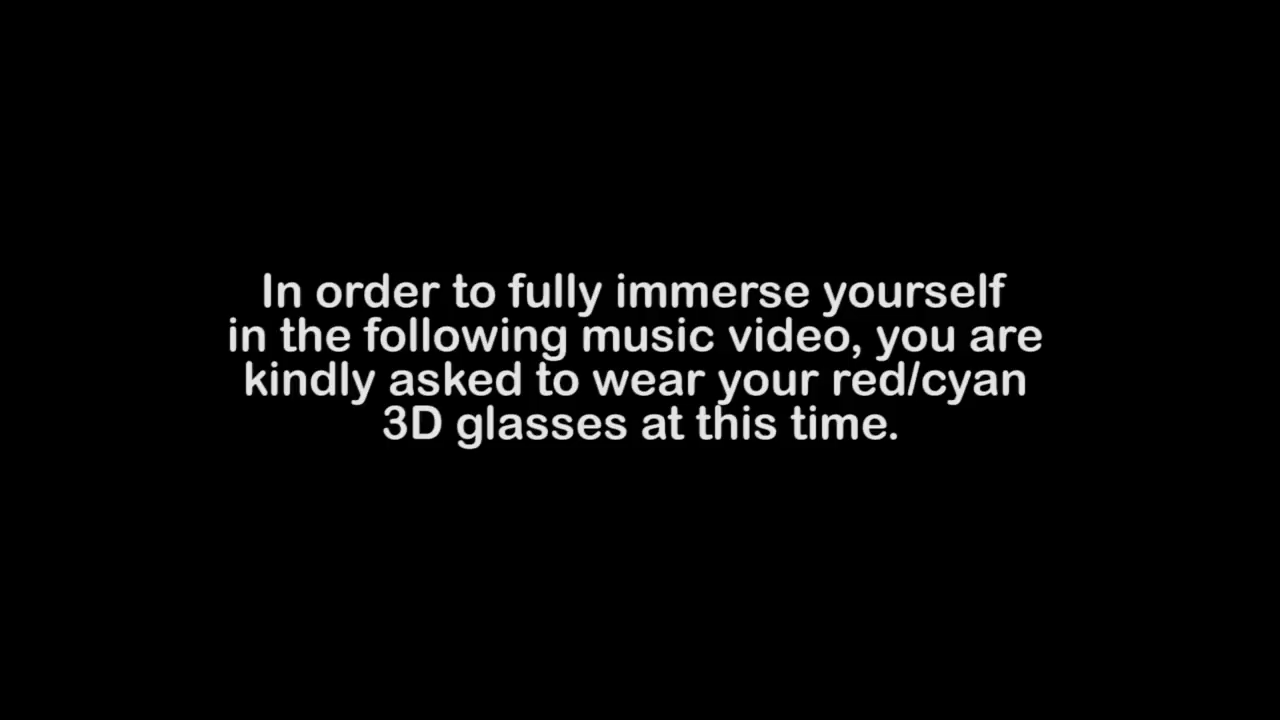 In order to fully immerse yourself
in the following music video, you are
kindly asked to wear your red/cyan
3D glasses at this time.